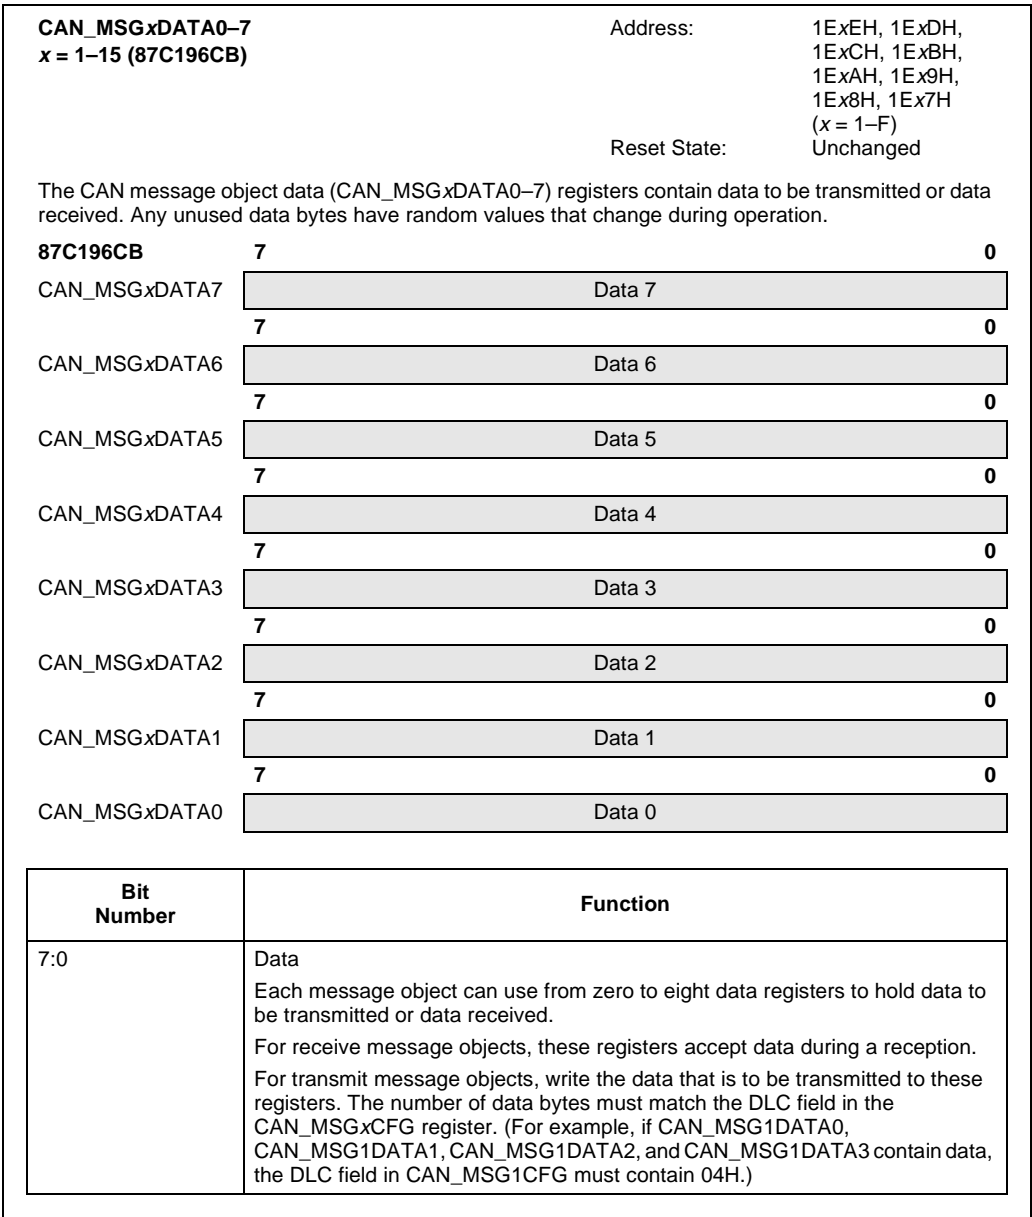 CAN_MSGxDATA0–7
x = 1–15 (87C196CB)
Address: 1ExEH, 1ExDH,
1ExCH, 1ExBH,
1ExAH, 1Ex9H,
1Ex8H, 1Ex7H
(x = 1–F)
Reset State: Unchanged
The CAN message object data (CAN_MSGxDATA0–7) registers contain data to be transmitted or data
received. Any unused data bytes have random values that change during operation.
87C196CB 7 0
CAN_MSGxDATA7 Data 7
7 0
CAN_MSGxDATA6 Data 6
7 0
CAN_MSGxDATA5 Data 5
7 0
CAN_MSGxDATA4 Data 4
7 0
CAN_MSGxDATA3 Data 3
7 0
CAN_MSGxDATA2 Data 2
7 0
CAN_MSGxDATA1 Data 1
7 0
CAN_MSGxDATA0 Data 0
Bit
Number
Function
7:0 Data
Each message object can use from zero to eight data registers to hold data to
be transmitted or data received.
For receive message objects, these registers accept data during a reception.
For transmit message objects, write the data that is to be transmitted to these
registers. The number of data bytes must match the DLC field in the
CAN_MSGxCFG register. (For example, if CAN_MSG1DATA0,
CAN_MSG1DATA1, CAN_MSG1DATA2, and CAN_MSG1DATA3 contain data,
the DLC field in CAN_MSG1CFG must contain 04H.)